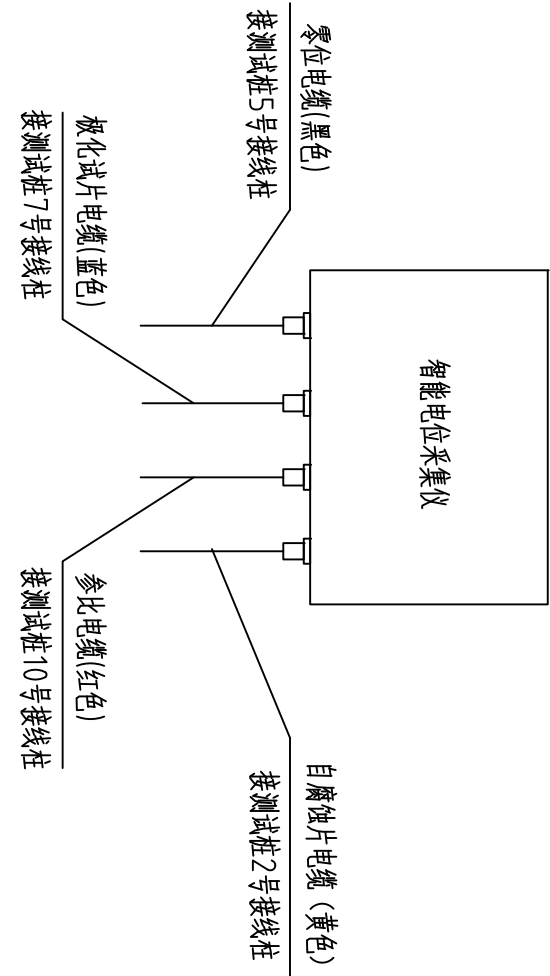 智能电位采集仪
零位电缆(黑色)
接测试桩5号接线柱
极化试片电缆(蓝色)
接测试桩7号接线柱
参比电缆(红色)
接测试桩10号接线柱
自腐蚀片电缆（黄色）
接测试桩2号接线柱